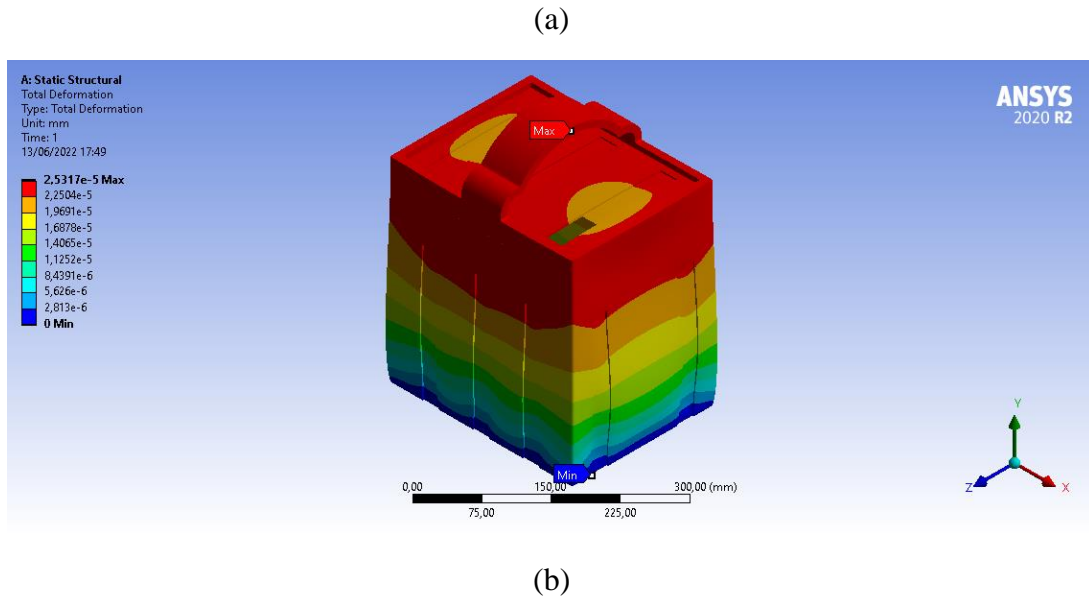 (a)
A: Static Structural
Total Deformation
Type: Total Deformation
Unit: mm
Time: 1
13/06/2022 17:49
2,5317e-5 Max
2,2504e-5
1,9691e-5
1,6878e-5
1,4065e-5
1,1252e-5
8,4391e-6
5,626e-6
2,813e-6
0 Min
ANSYS
2020 R2
Max
Min
0,00 150,00 300,00 (mm)
75,00 225,00
Y
Z X
(b)